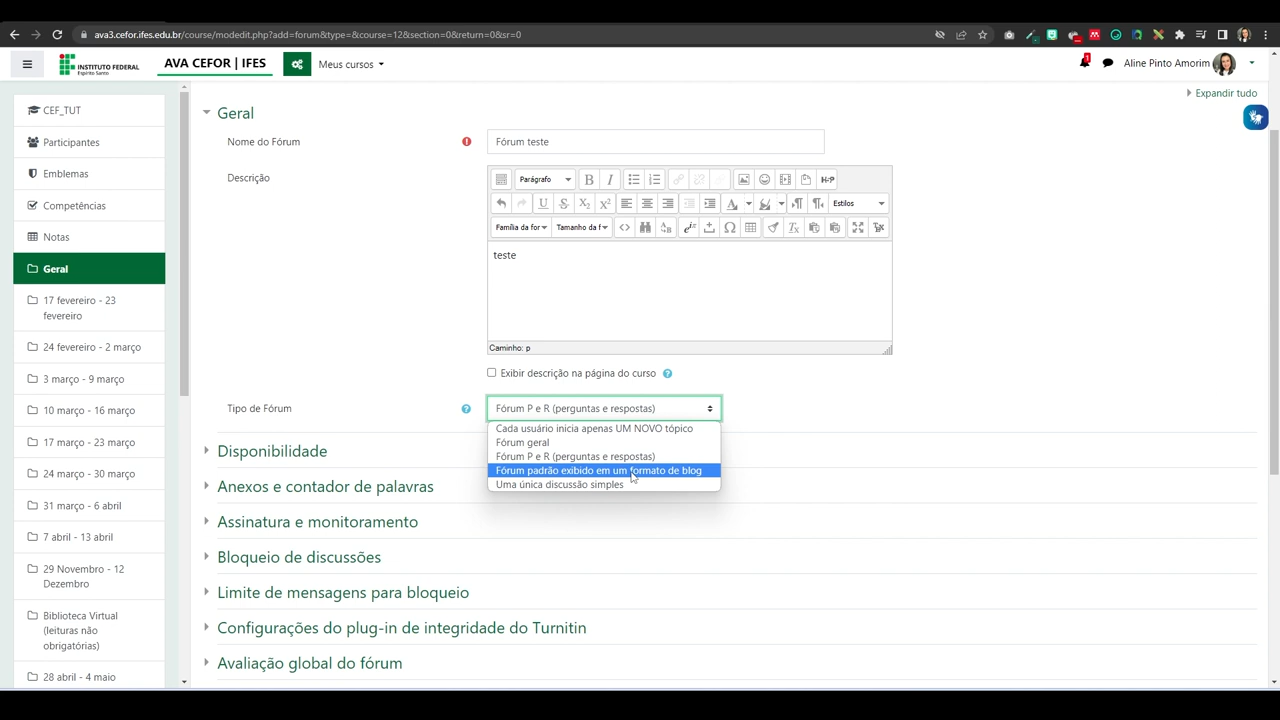 ava3.cefor.ifes.edu.br/course/modedit.php?add=forum&type=&course=12&section=0&return=0&sr=0
INSTITUTO FEDERAL
Espírito Santo
AVA CEFOR | IFES
Meus cursos
1
Aline Pinto Amorim
Expandir tudo
CEF_TUT
Participantes
Emblemas
Competências
Notas
Geral
17 fevereiro - 23
fevereiro
24 fevereiro - 2 março
3 março - 9 março
10 março - 16 março
17 março - 23 março
24 março - 30 março
31 março - 6 abril
7 abril - 13 abril
29 Novembro - 12
Dezembro
Biblioteca Virtual
(leituras não
obrigatórias)
28 abril - 4 maio
Geral
Nome do Fórum
Fórum teste
Descrição
Parágrafo
B I
H-P
U S X₂ X²
A
Estilos
Família da for
Tamanho da f
teste
Caminho: p
Exibir descrição na página do curso
Tipo de Fórum
Fórum P e R (perguntas e respostas)
Cada usuário inicia apenas UM NOVO tópico
Fórum geral
Fórum P e R (perguntas e respostas)
Fórum padrão exibido em um formato de blog
Uma única discussão simples
Disponibilidade
Anexos e contador de palavras
Assinatura e monitoramento
Bloqueio de discussões
Limite de mensagens para bloqueio
Configurações do plug-in de integridade do Turnitin
Avaliação global do fórum